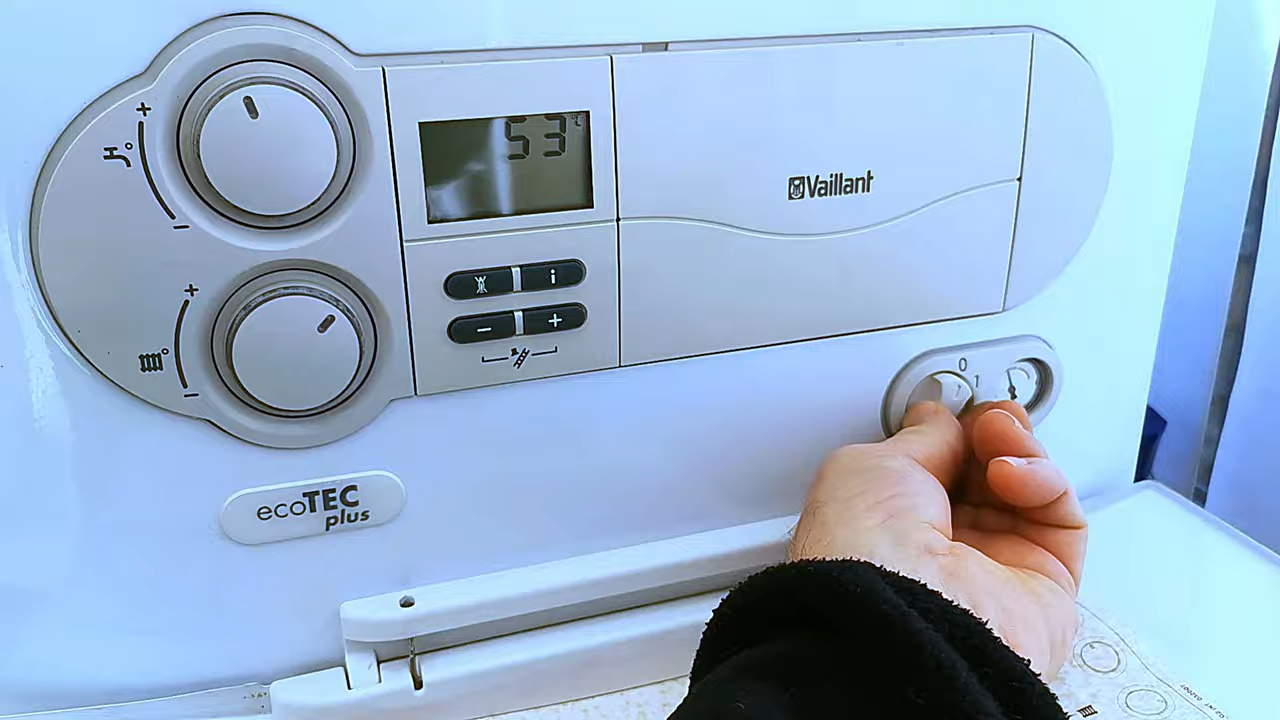 53 °C
Vaillant
i
− +
0
1
ecoTEC
plus